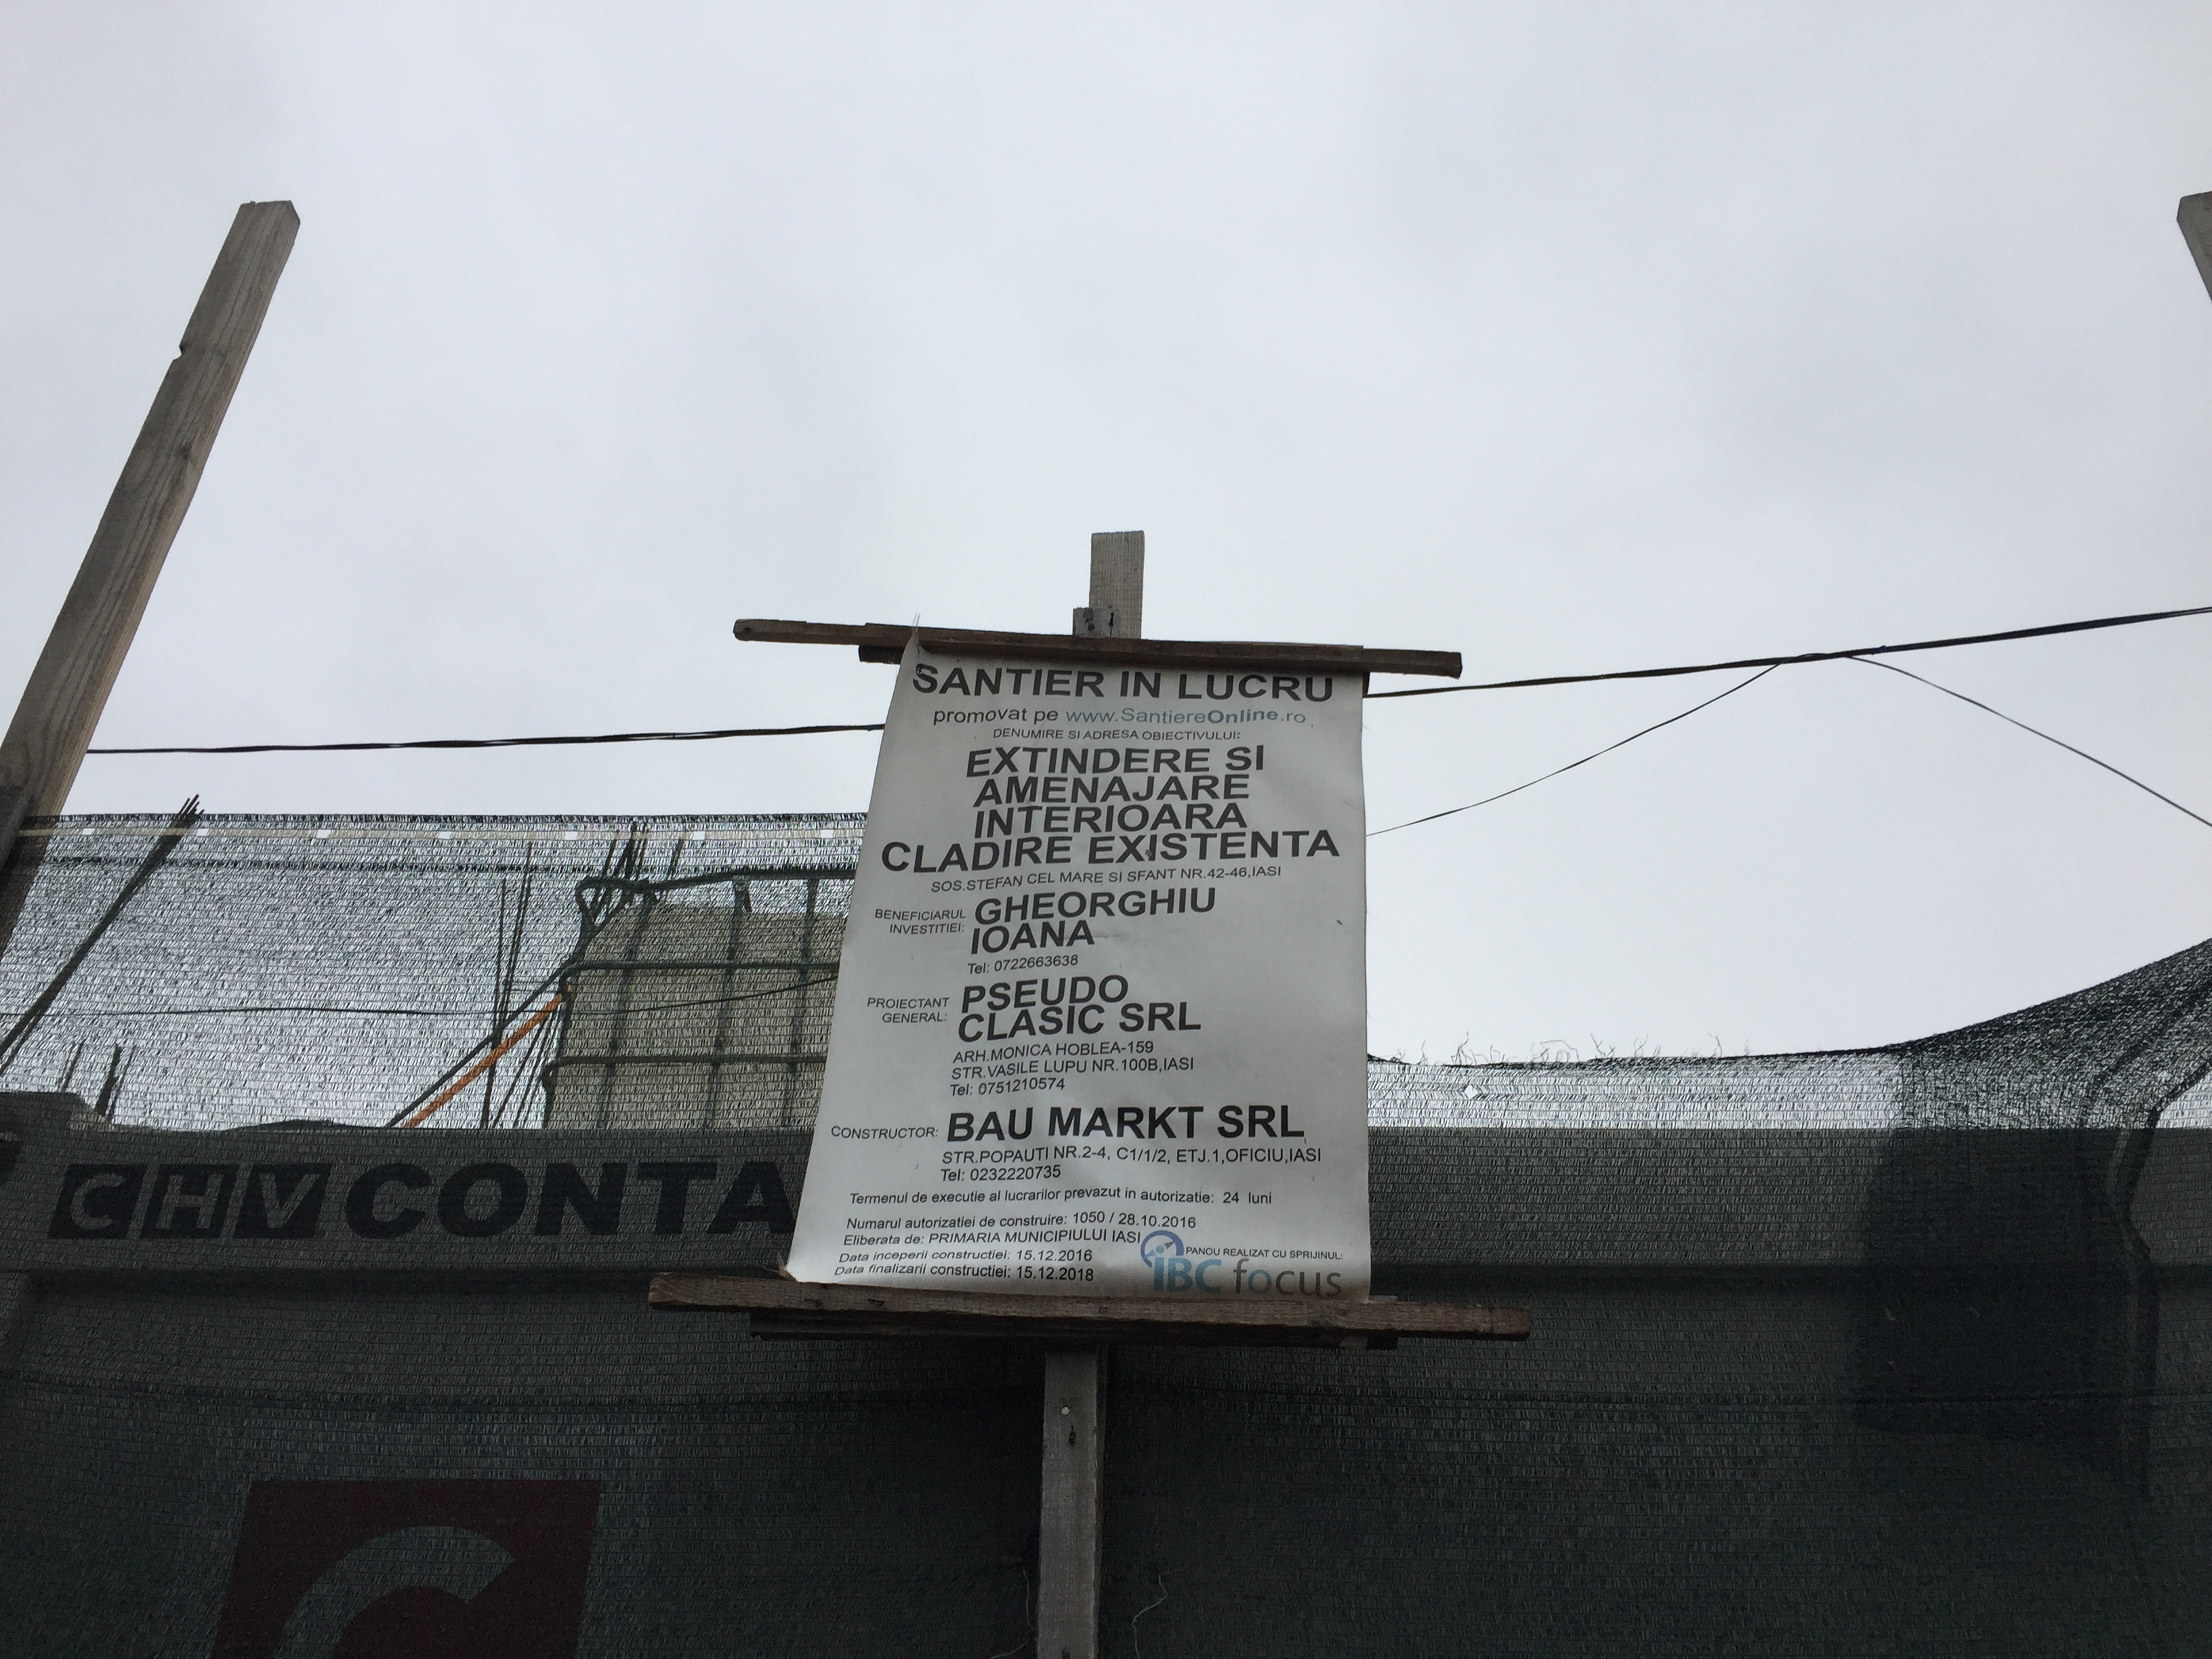 SANTIER IN LUCRU
promovat pe www.SantiereOnline.ro
DENUMIRE SI ADRESA OBIECTIVULUI:
EXTINDERE SI
AMENAJARE
INTERIOARA
CLADIRE EXISTENTA
SOS.STEFAN CEL MARE SI SFANT NR.42-46,IASI
BENEFICIARUL INVESTITIEI:
GHEORGHIU
IOANA
Tel: 0722663638
PROIECTANT GENERAL:
PSEUDO
CLASIC SRL
ARH.MONICA HOBLEA-159
STR.VASILE LUPU NR.100B,IASI
Tel: 0751210574
CONSTRUCTOR: BAU MARKT SRL
STR.POPAUTI NR.2-4, C1/1/2, ETJ.1,OFICIU,IASI
Tel: 0232220735
Termenul de executie al lucrarilor prevazut in autorizatie: 24 luni
Numarul autorizatiei de construire: 1050 / 28.10.2016
Eliberata de: PRIMARIA MUNICIPIULUI IASI
Data inceperii constructiei: 15.12.2016
Data finalizarii constructiei: 15.12.2018
PANOU REALIZAT CU SPRIJINUL:
iBC focus
CHV CONTA